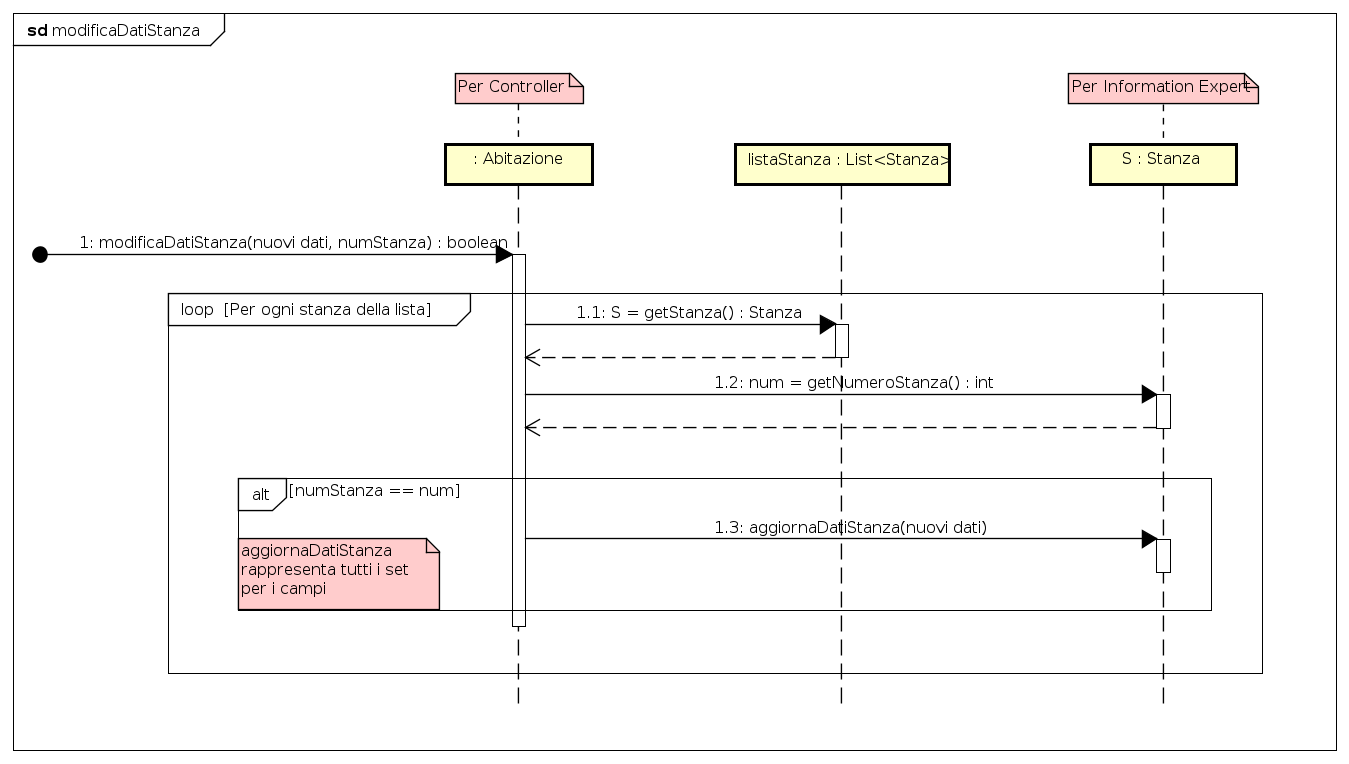 sd modificaDatiStanza
Per Controller
Per Information Expert
: Abitazione
listaStanza : List<Stanza>
S : Stanza
1: modificaDatiStanza(nuovi dati, numStanza) : boolean
loop [Per ogni stanza della lista]
1.1: S = getStanza() : Stanza
1.2: num = getNumeroStanza() : int
alt [numStanza == num]
1.3: aggiornaDatiStanza(nuovi dati)
aggiornaDatiStanza
rappresenta tutti i set
per i campi